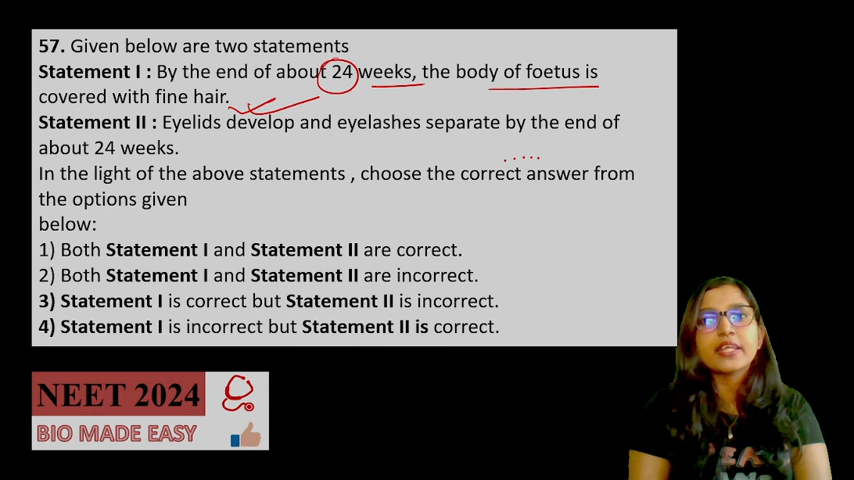 57. Given below are two statements
Statement I : By the end of about 24 weeks, the body of foetus is
covered with fine hair.
Statement II : Eyelids develop and eyelashes separate by the end of
about 24 weeks.
In the light of the above statements , choose the correct answer from
the options given
below:
1) Both Statement I and Statement II are correct.
2) Both Statement I and Statement II are incorrect.
3) Statement I is correct but Statement II is incorrect.
4) Statement I is incorrect but Statement II is correct.
NEET 2024
BIO MADE EASY